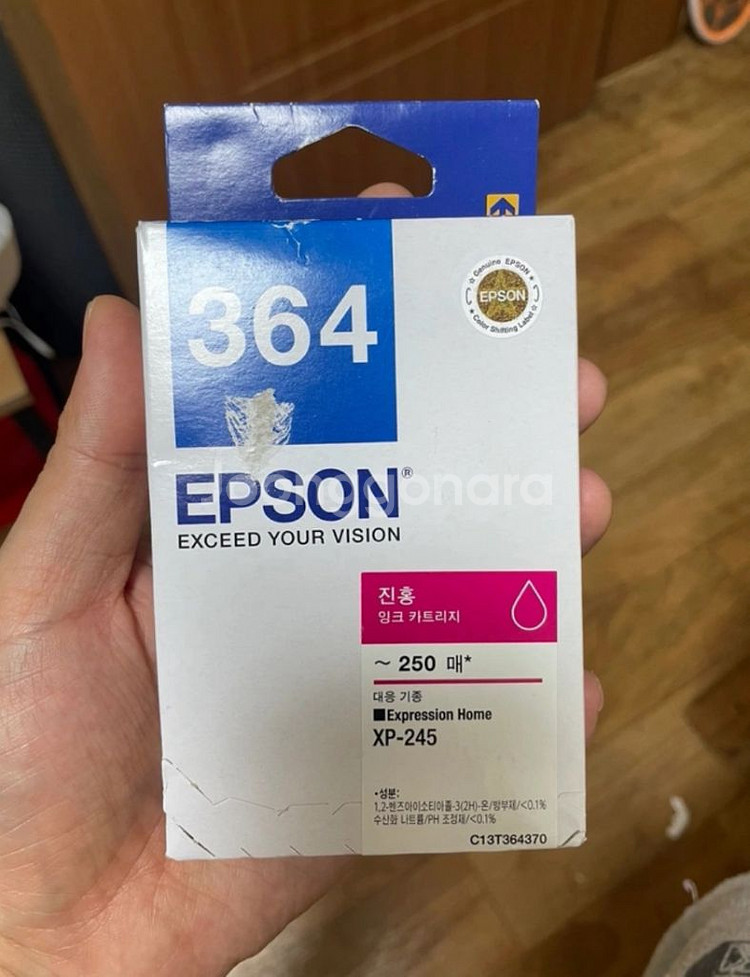 364
Genuine EPSON
EPSON
Color Shifting Label
EPSON®
joonggonara
EXCEED YOUR VISION
진홍
잉크 카트리지
~ 250 매*
대응 기종
■Expression Home
XP-245
•성분:
1,2-벤즈아이소티아졸-3(2H)-온/방부제/<0.1%
수산화 나트륨/PH 조정제/<0.1%
C13T364370